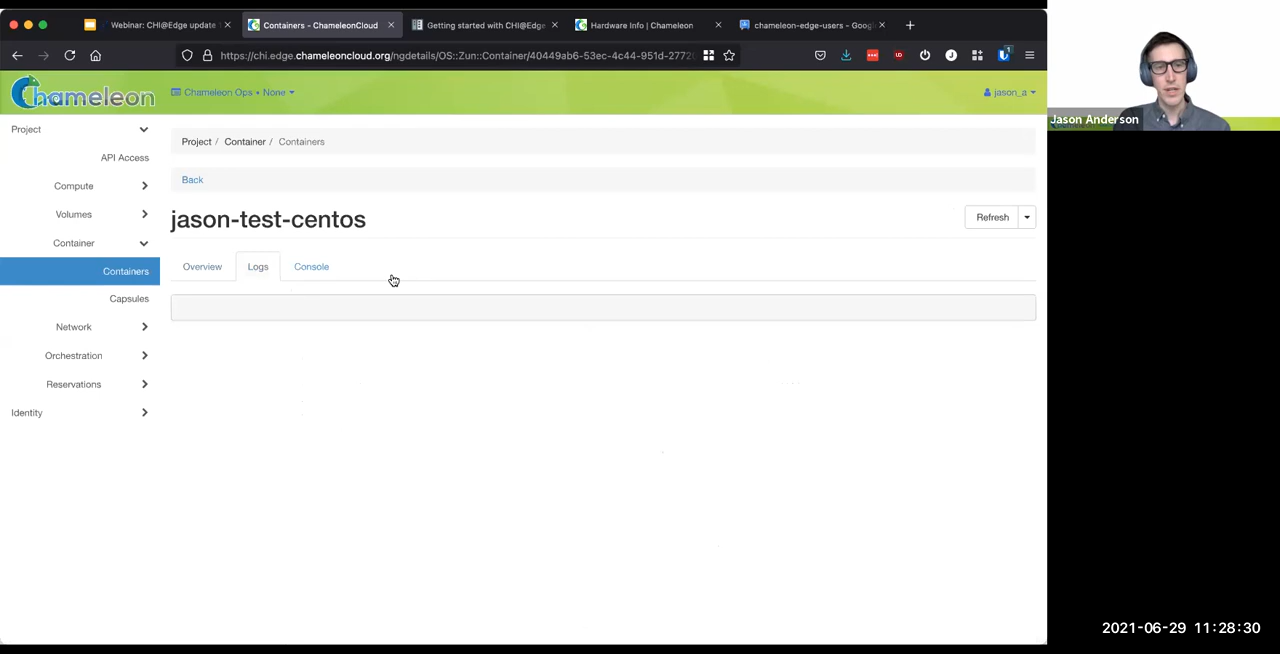 Webinar: CHI@Edge update
Containers - ChameleonCloud
Getting started with CHI@Edge
Hardware Info | Chameleon
chameleon-edge-users - Goog
https://chi.edge.chameleoncloud.org/ngdetails/OS::Zun::Container/40449ab6-53ec-4c44-951d-2772
Chameleon
Chameleon Ops • None
jason_a
Jason Anderson
Project
API Access
Compute
Volumes
Container
Containers
Capsules
Network
Orchestration
Reservations
Identity
Project / Container / Containers
Back
jason-test-centos
Refresh
Overview
Logs
Console
2021-06-29 11:28:30